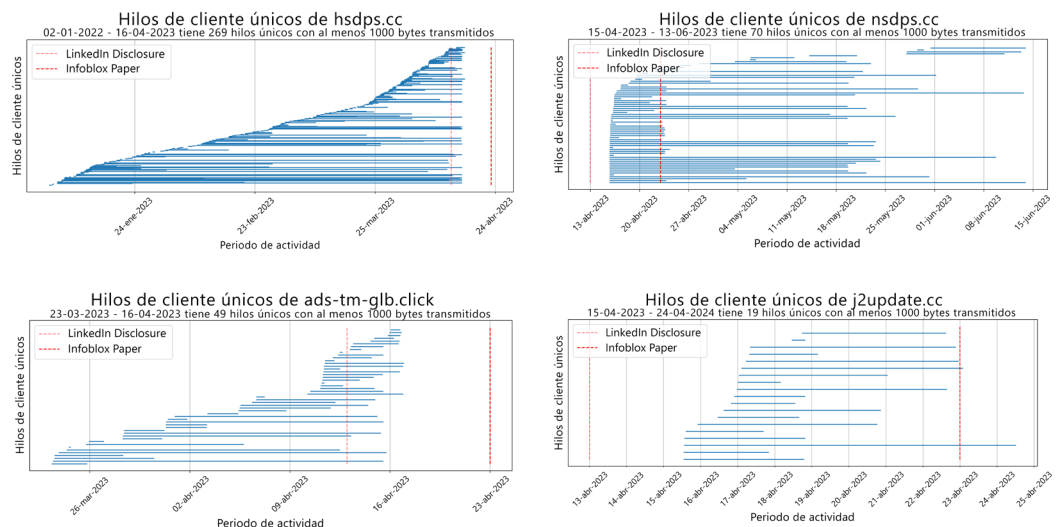 Hilos de cliente únicos de hsdps.cc
02-01-2022 - 16-04-2023 tiene 269 hilos únicos con al menos 1000 bytes transmitidos
LinkedIn Disclosure
Infoblox Paper
Hilos de cliente únicos
24-ene-2023
23-feb-2023
25-mar-2023
24-abr-2023
Periodo de actividad
Hilos de cliente únicos de nsdps.cc
15-04-2023 - 13-06-2023 tiene 70 hilos únicos con al menos 1000 bytes transmitidos
LinkedIn Disclosure
Infoblox Paper
Hilos de cliente únicos
13-abr-2023
20-abr-2023
27-abr-2023
04-may-2023
11-may-2023
18-may-2023
25-may-2023
01-jun-2023
08-jun-2023
15-jun-2023
Periodo de actividad
Hilos de cliente únicos de ads-tm-glb.click
23-03-2023 - 16-04-2023 tiene 49 hilos únicos con al menos 1000 bytes transmitidos
LinkedIn Disclosure
Infoblox Paper
Hilos de cliente únicos
26-mar-2023
02-abr-2023
09-abr-2023
16-abr-2023
23-abr-2023
Periodo de actividad
Hilos de cliente únicos de j2update.cc
15-04-2023 - 24-04-2024 tiene 19 hilos únicos con al menos 1000 bytes transmitidos
LinkedIn Disclosure
Infoblox Paper
Hilos de cliente únicos
13-abr-2023
14-abr-2023
15-abr-2023
16-abr-2023
17-abr-2023
18-abr-2023
19-abr-2023
20-abr-2023
21-abr-2023
22-abr-2023
23-abr-2023
24-abr-2023
25-abr-2023
Periodo de actividad